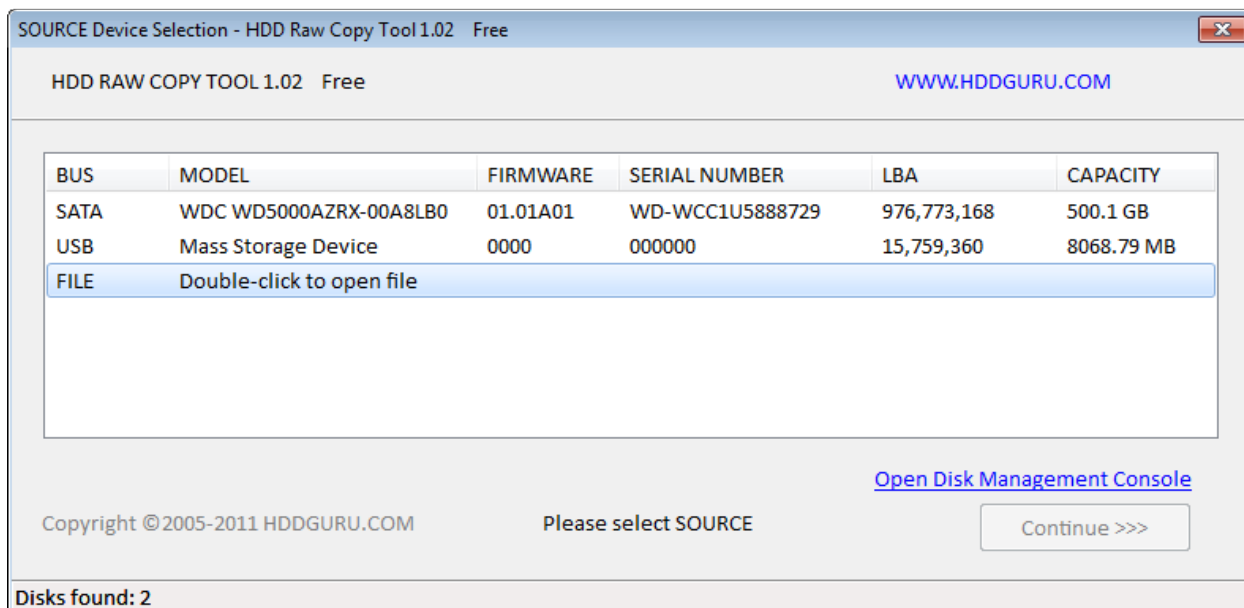 SOURCE Device Selection - HDD Raw Copy Tool 1.02 Free
HDD RAW COPY TOOL 1.02 Free WWW.HDDGURU.COM
BUS MODEL FIRMWARE SERIAL NUMBER LBA CAPACITY
SATA WDC WD5000AZRX-00A8LB0 01.01A01 WD-WCC1U5888729 976,773,168 500.1 GB
USB Mass Storage Device 0000 000000 15,759,360 8068.79 MB
FILE Double-click to open file
Open Disk Management Console
Copyright ©2005-2011 HDDGURU.COM Please select SOURCE Continue >>>
Disks found: 2